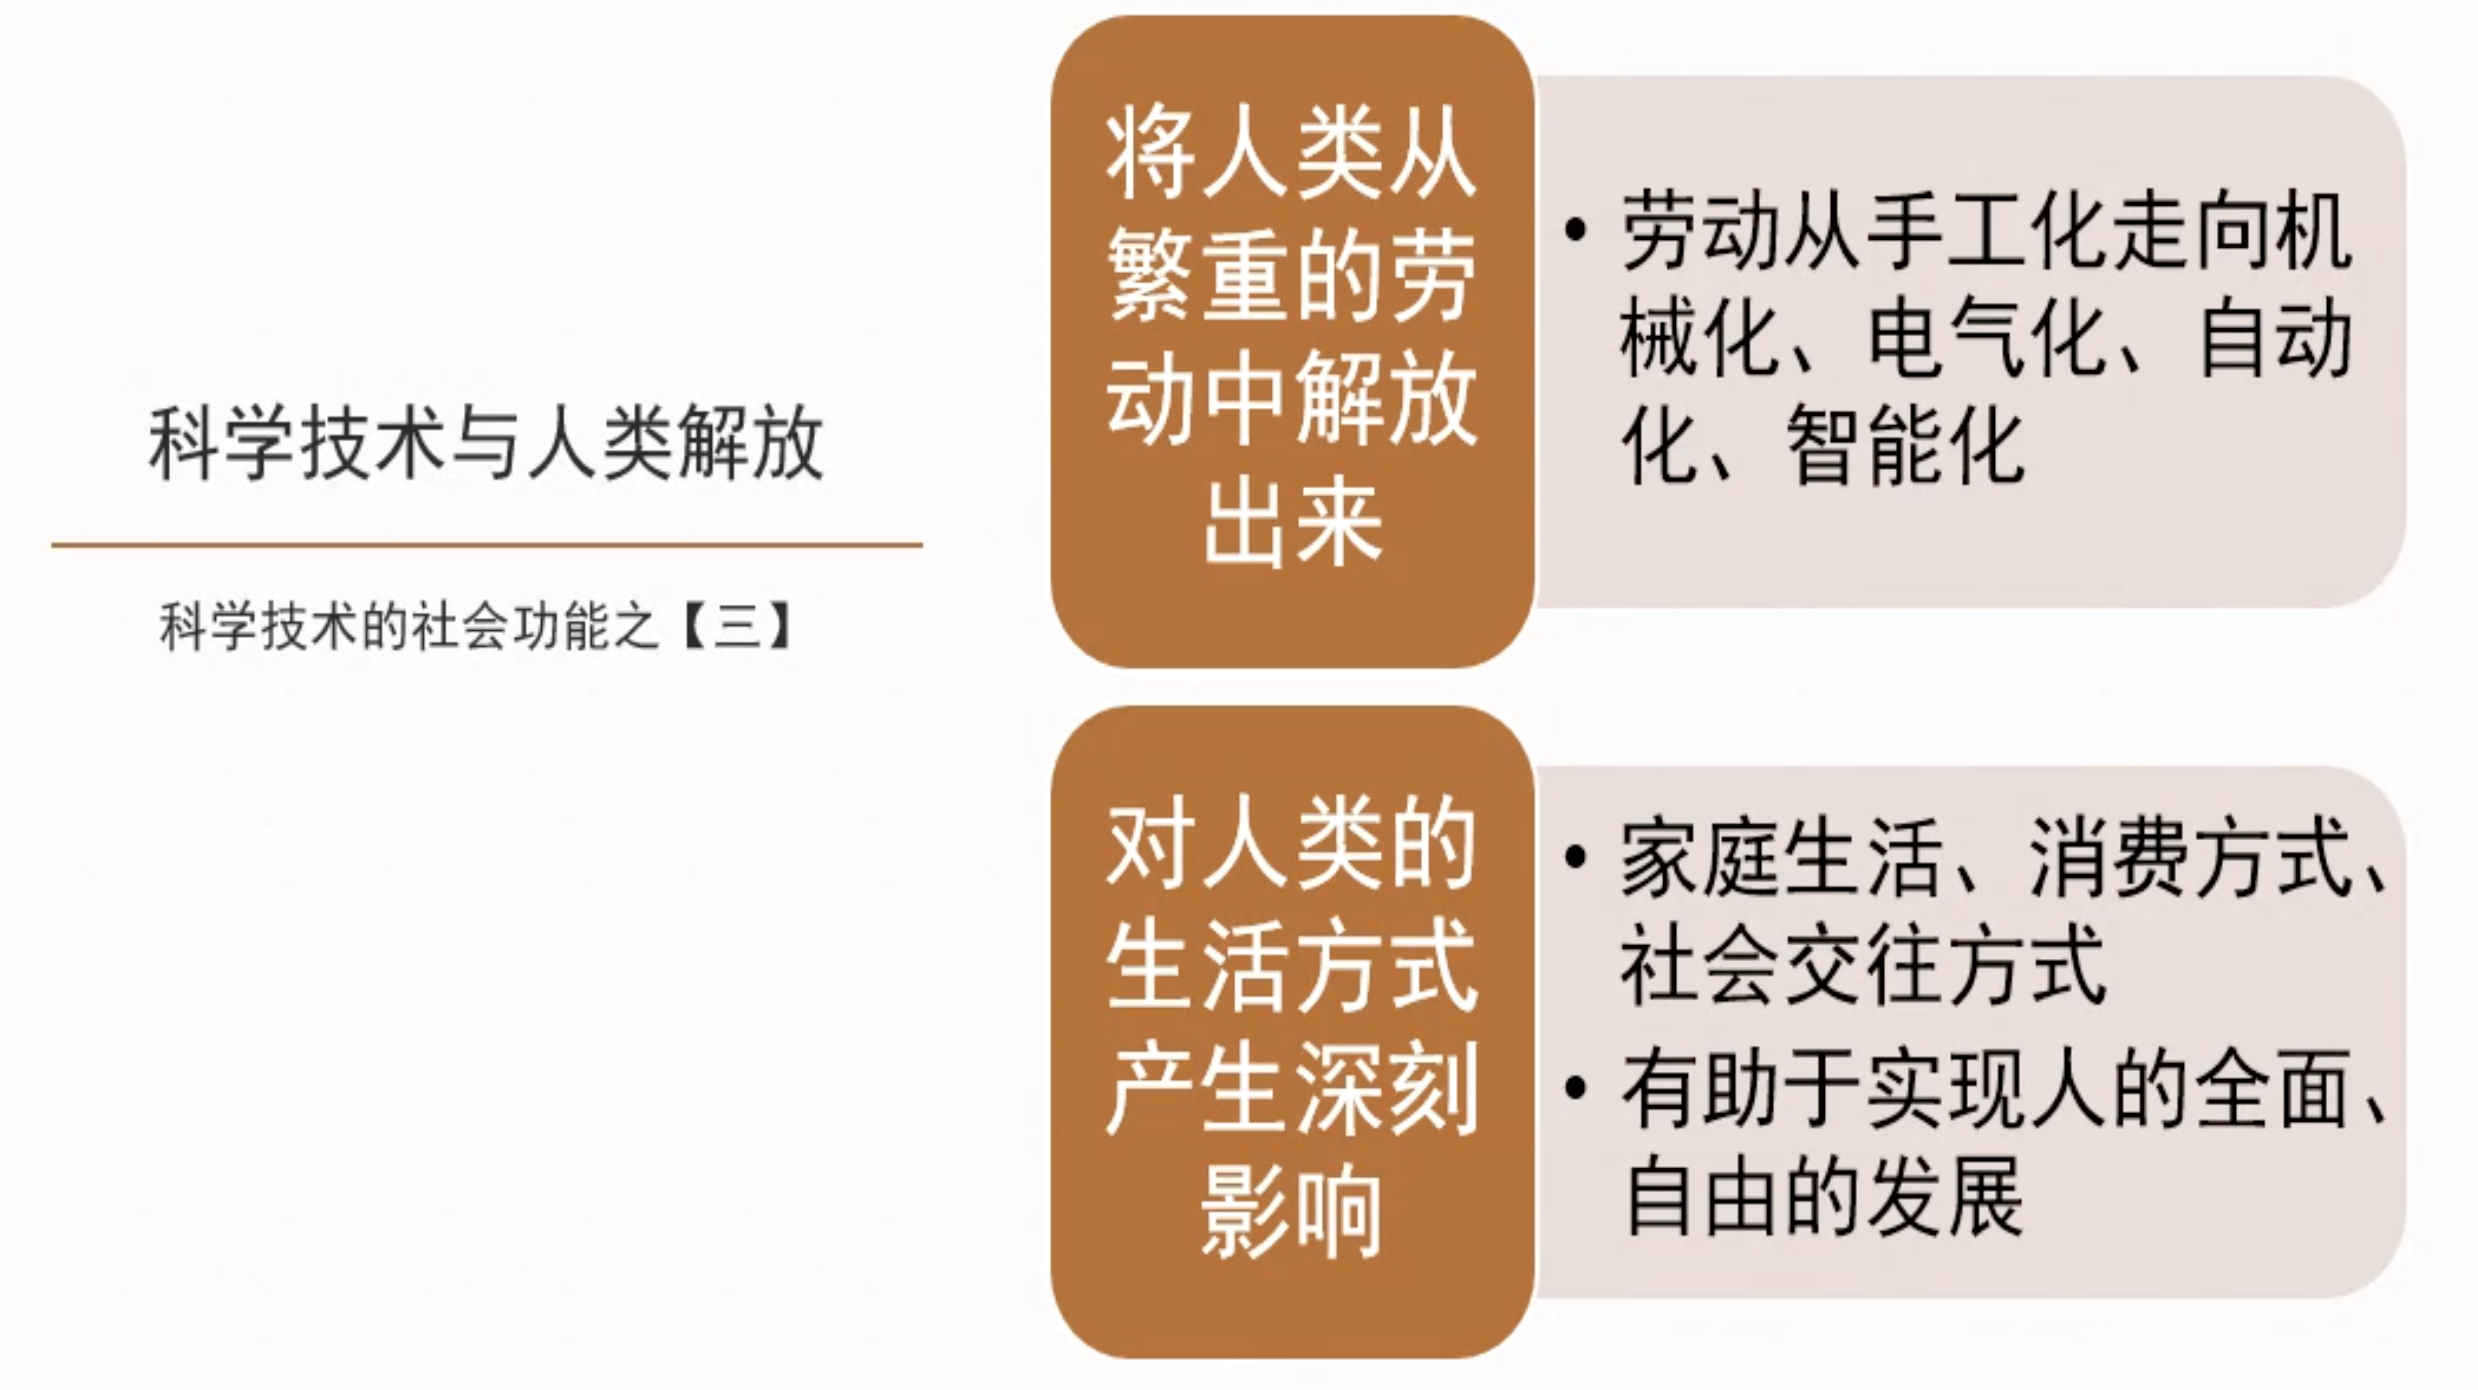 科学技术与人类解放
科学技术的社会功能之【三】
将人类从
繁重的劳
动中解放
出来
• 劳动从手工化走向机
械化、电气化、自动
化、智能化
对人类的
生活方式
产生深刻
影响
• 家庭生活、消费方式、
社会交往方式
• 有助于实现人的全面、
自由的发展